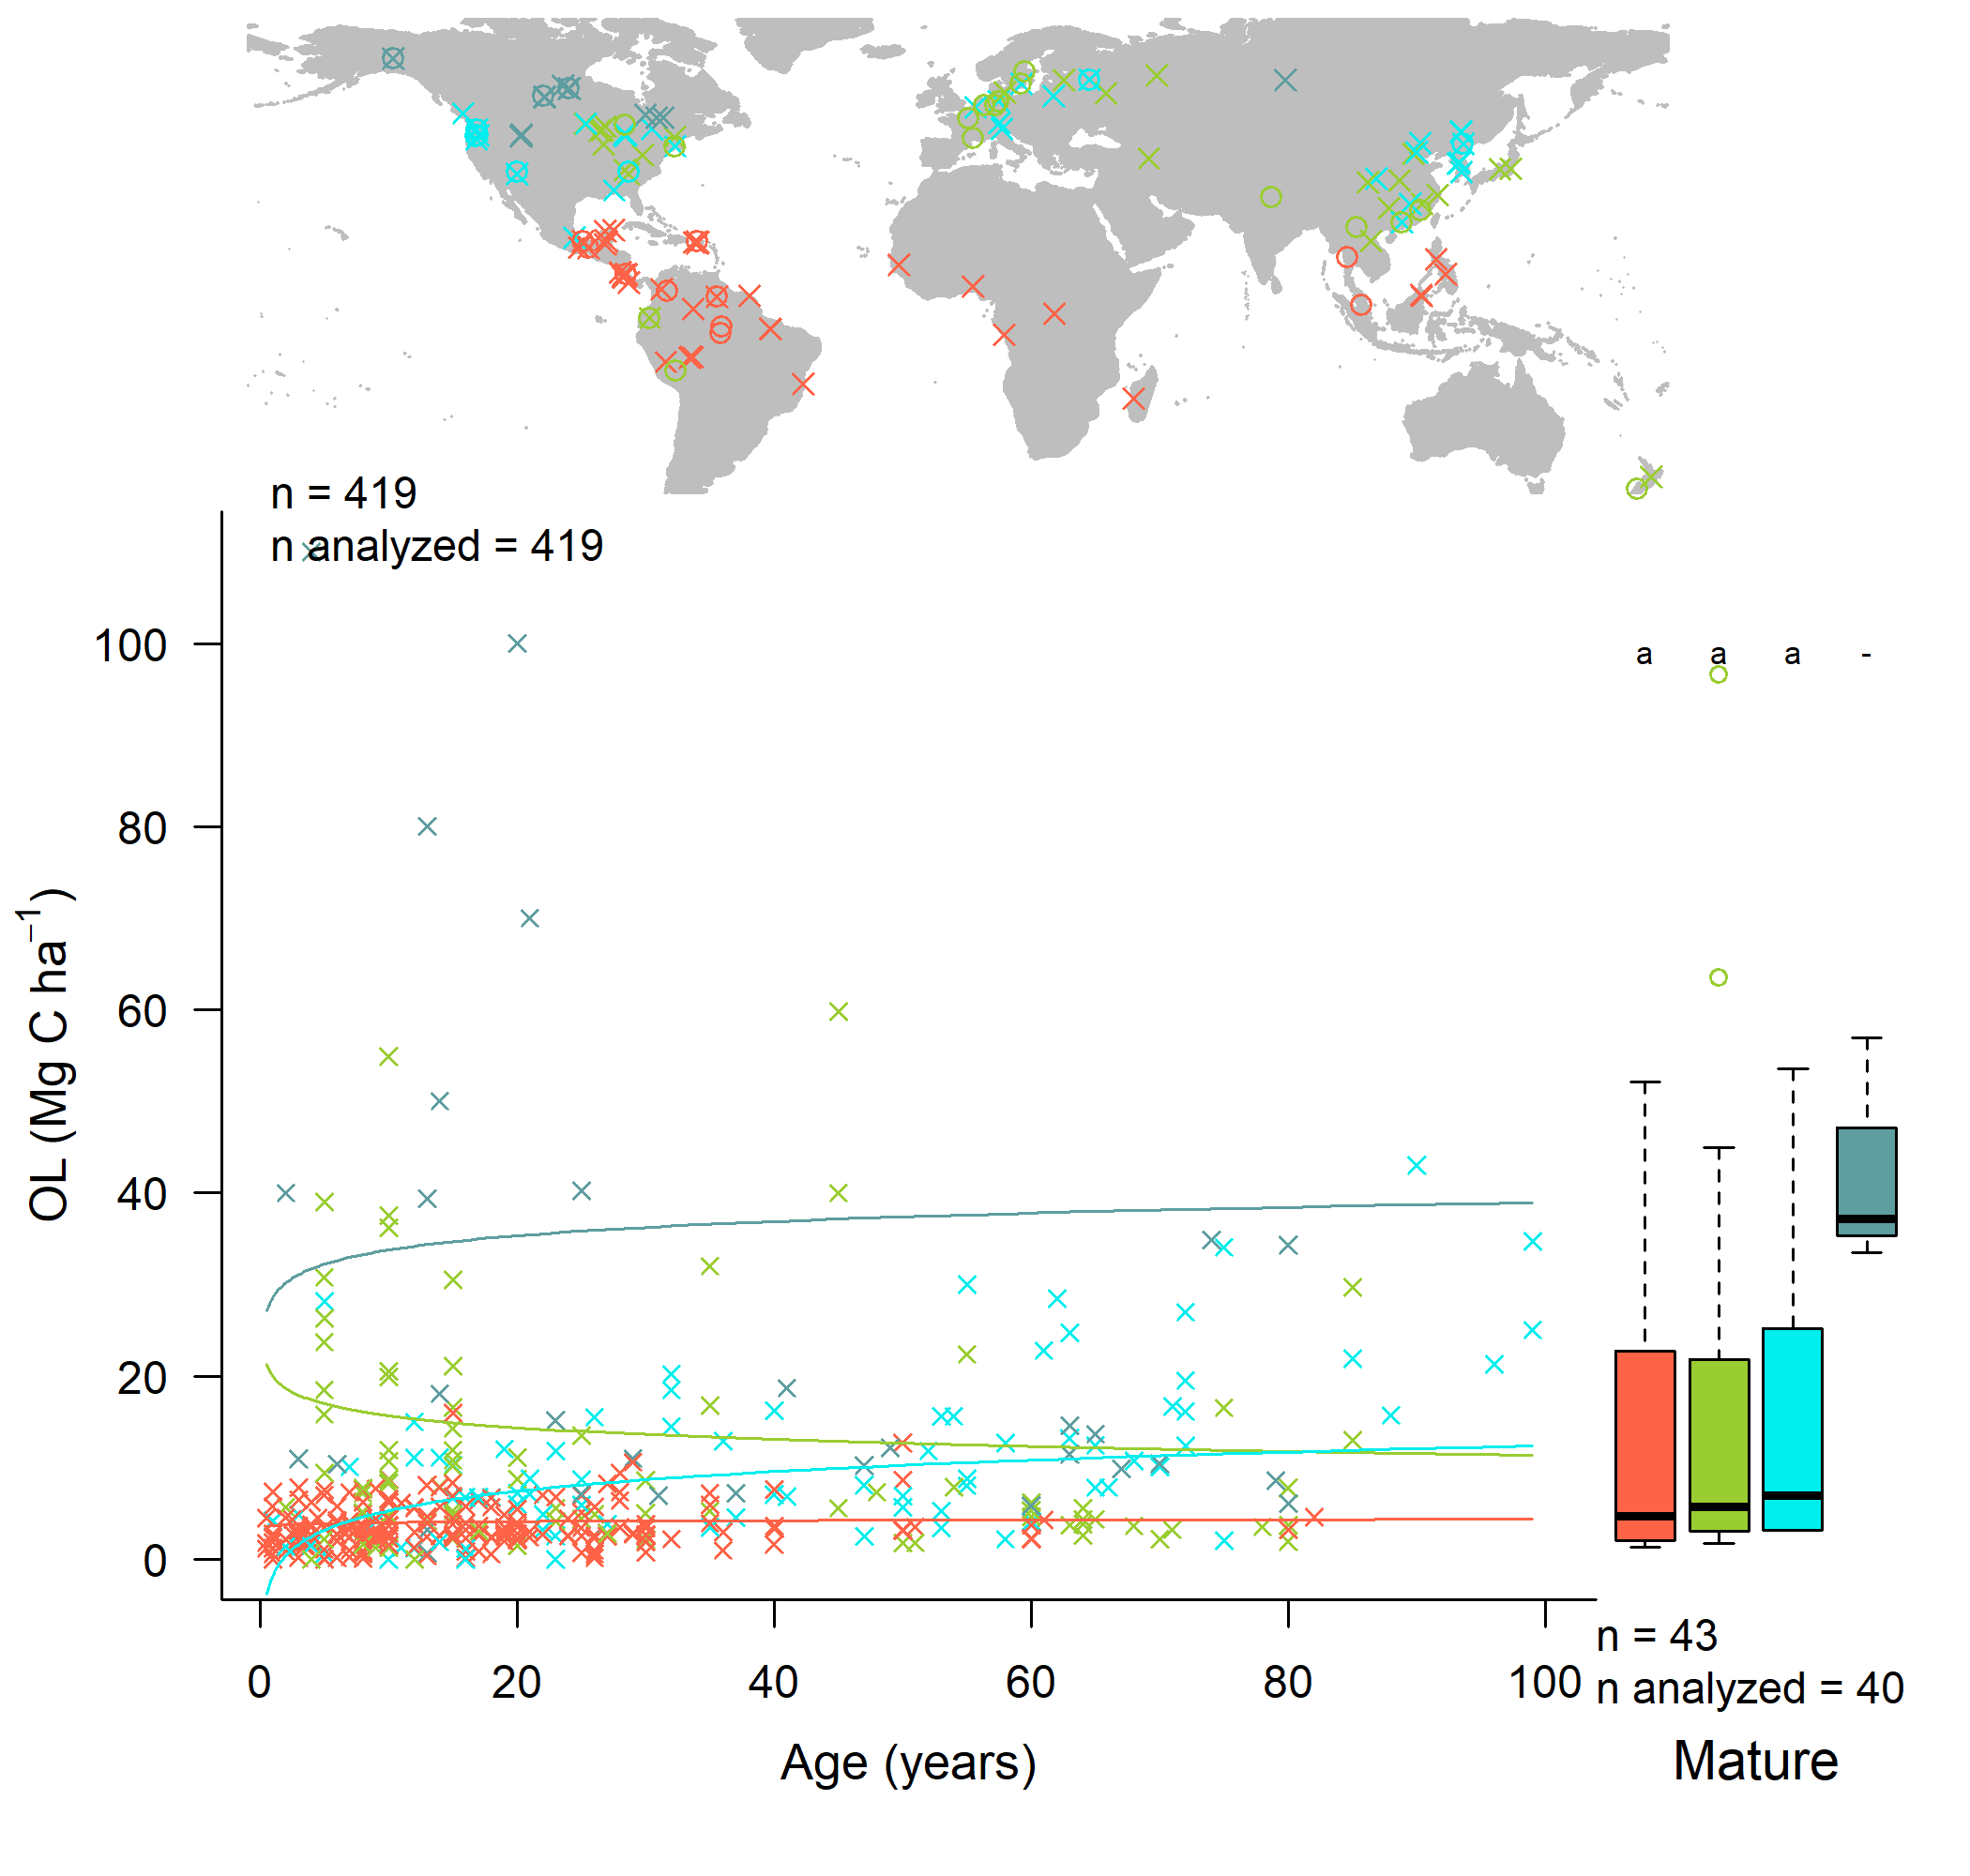 n = 419
n analyzed = 419
OL (Mg C ha⁻¹)
100
80
60
40
20
0
a a a -
0 20 40 60 80 100
n = 43
n analyzed = 40
Age (years)
Mature